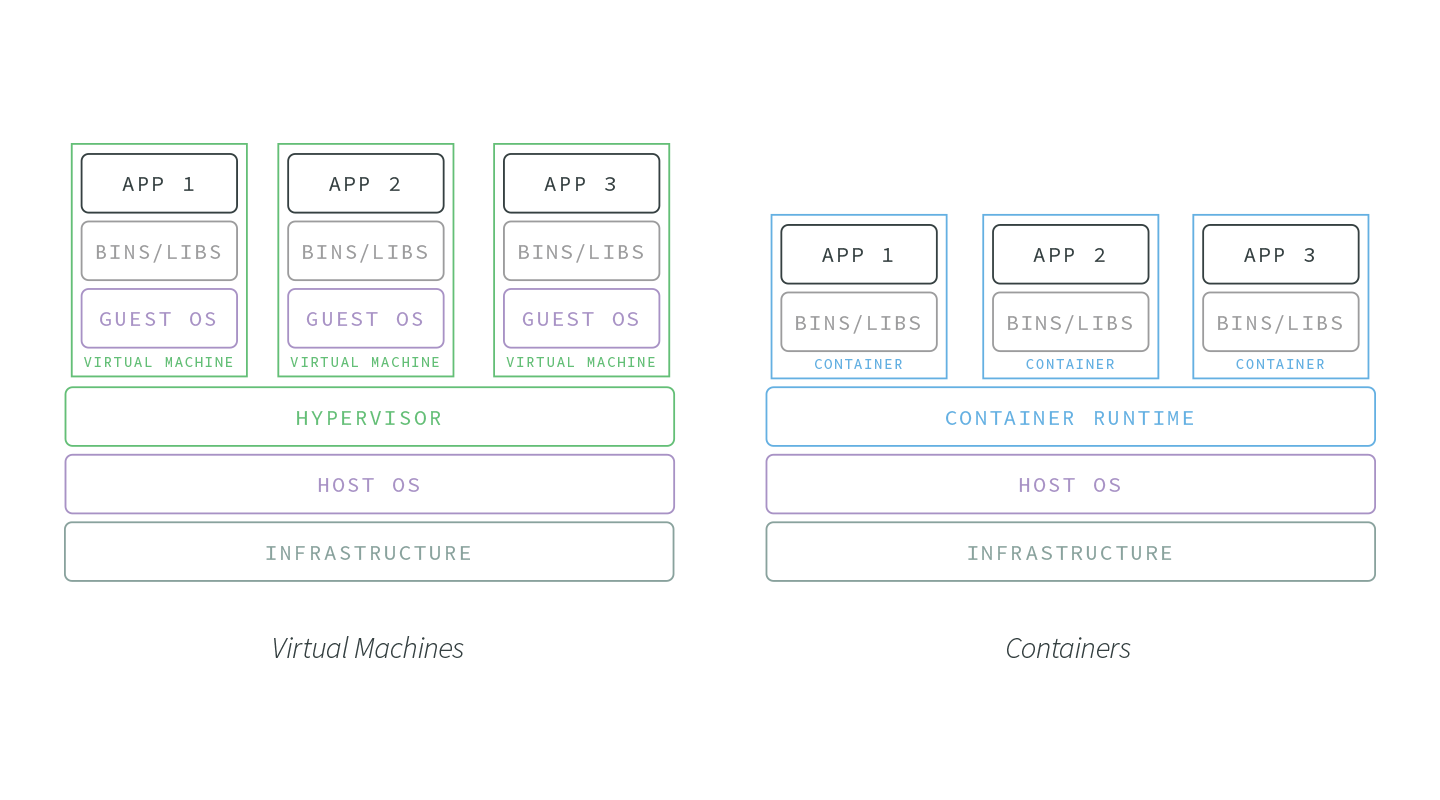 APP 1
APP 2
APP 3
BINS/LIBS
BINS/LIBS
BINS/LIBS
GUEST OS
GUEST OS
GUEST OS
VIRTUAL MACHINE
VIRTUAL MACHINE
VIRTUAL MACHINE
HYPERVISOR
HOST OS
INFRASTRUCTURE
Virtual Machines
APP 1
APP 2
APP 3
BINS/LIBS
BINS/LIBS
BINS/LIBS
CONTAINER
CONTAINER
CONTAINER
CONTAINER RUNTIME
HOST OS
INFRASTRUCTURE
Containers